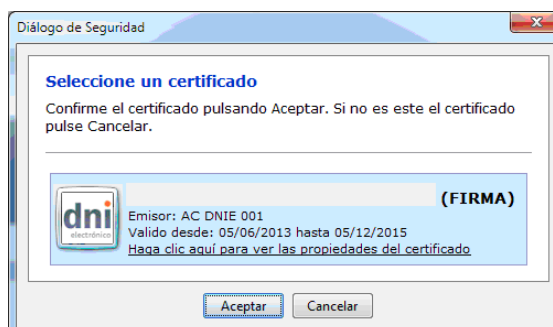 Diálogo de Seguridad
Seleccione un certificado
Confirme el certificado pulsando Aceptar. Si no es este el certificado
pulse Cancelar.
(FIRMA)
dni
electrónico
Emisor: AC DNIE 001
Valido desde: 05/06/2013 hasta 05/12/2015
Haga clic aquí para ver las propiedades del certificado
Aceptar
Cancelar